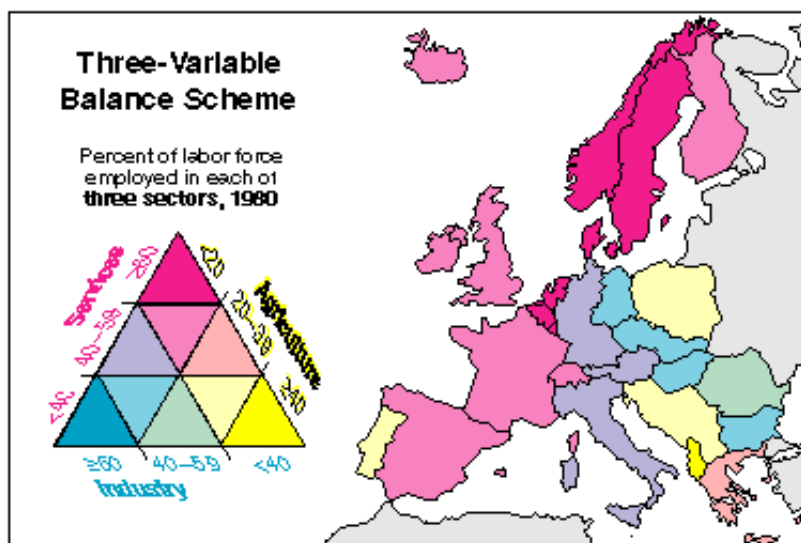 Three-Variable
Balance Scheme
Percent of labor force
employed in each of
three sectors, 1980
Services
≥60
40–59
<40
Agriculture
<20
20–39
≥40
Industry
≥60
40–59
<40